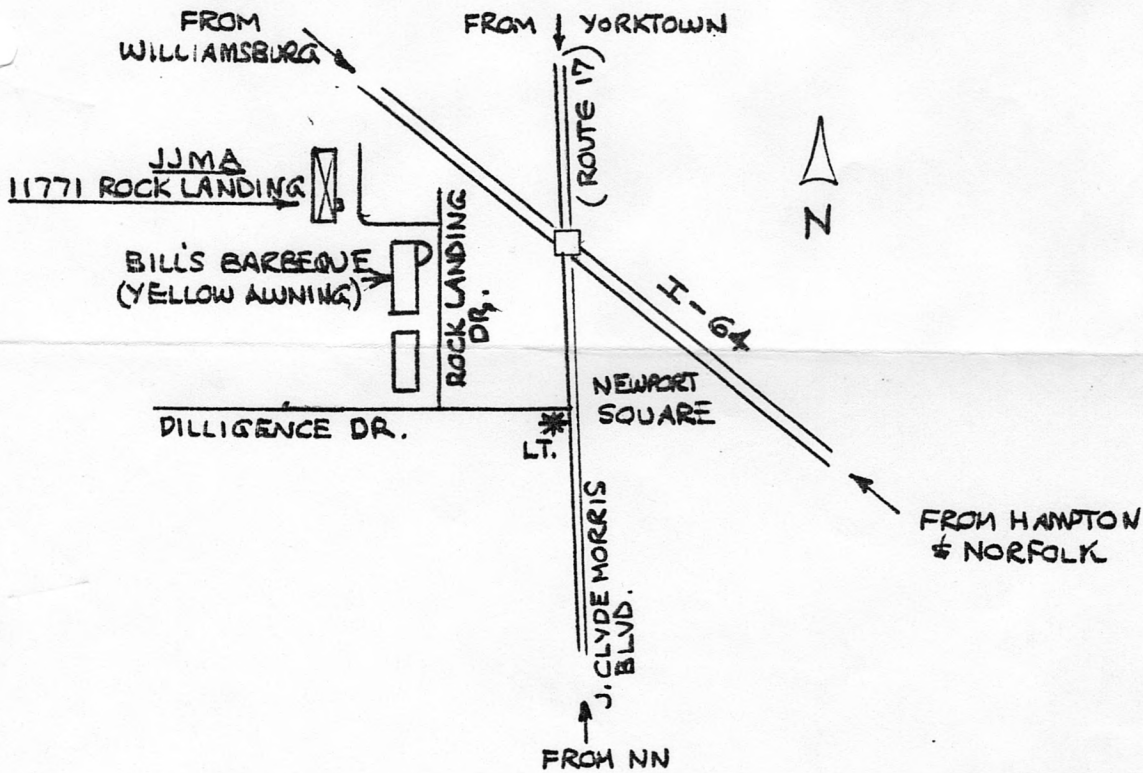 FROM
WILLIAMSBURG
FROM YORKTOWN
(ROUTE 17)
JJMA
11771 ROCK LANDING
N
BILL'S BARBEQUE
(YELLOW AWNING)
ROCK LANDING
DR.
I-64
NEWPORT
SQUARE
DILLIGENCE DR.
LT.
J. CLYDE MORRIS
BLVD.
FROM HAMPTON
& NORFOLK
FROM NN